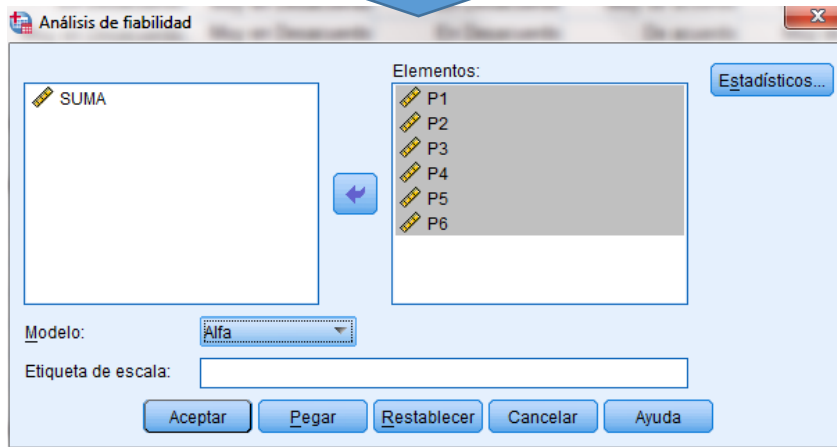 Análisis de fiabilidad
Elementos:
Estadísticos...
SUMA
P1
P2
P3
P4
P5
P6
Modelo:
Alfa
Etiqueta de escala:
Aceptar Pegar Restablecer Cancelar Ayuda